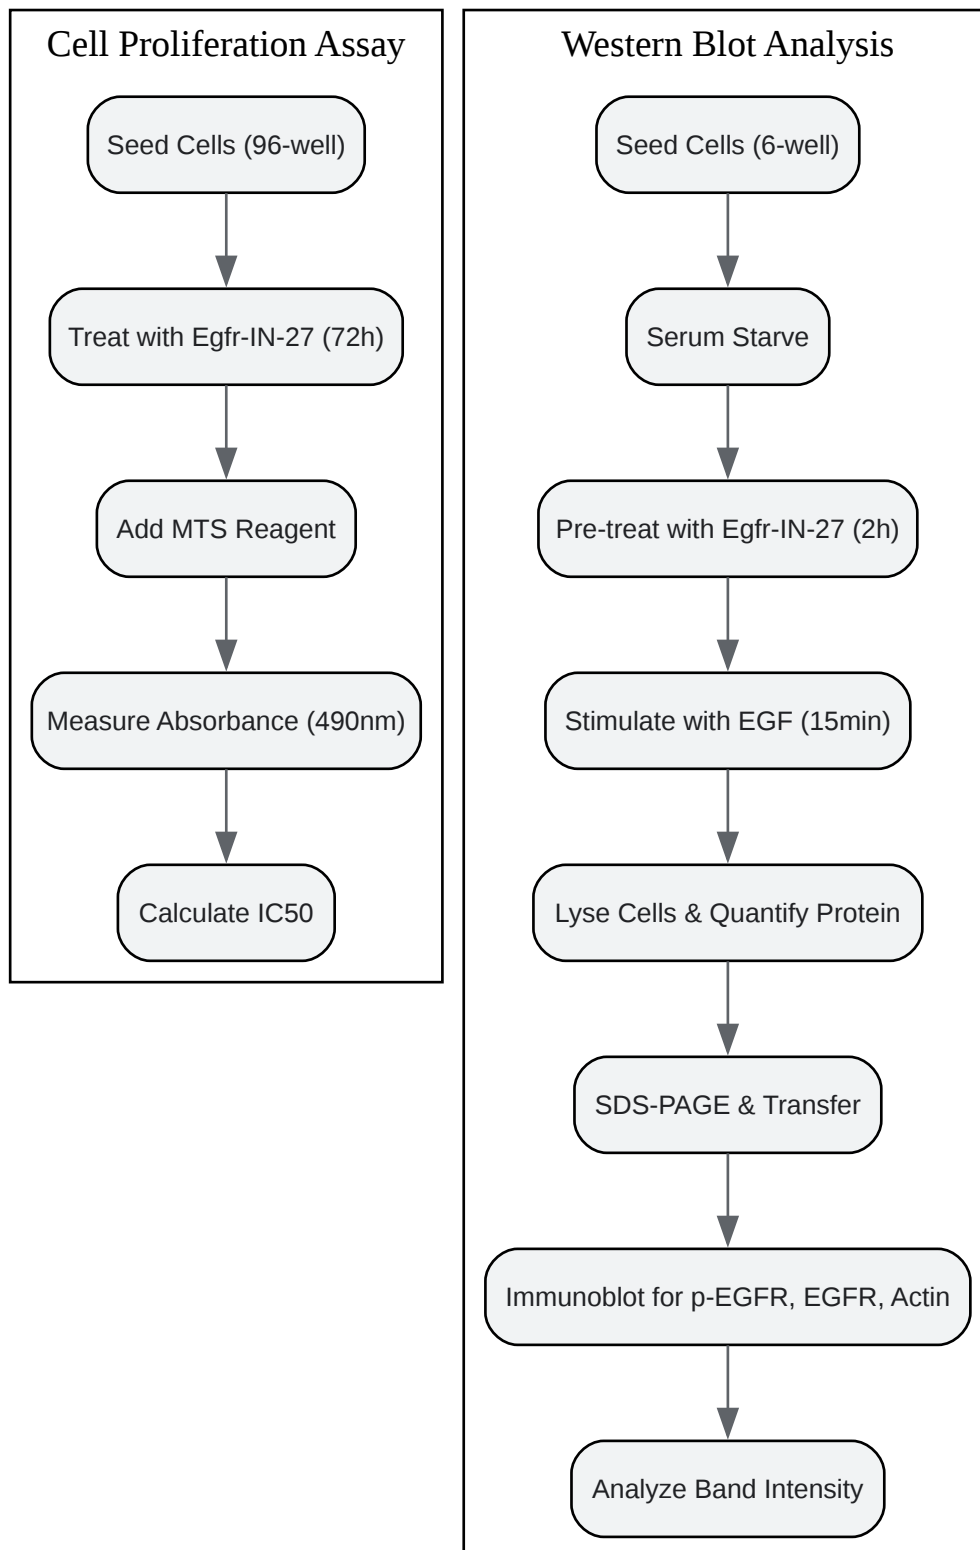 Cell Proliferation Assay
Seed Cells (96-well)
Treat with Egfr-IN-27 (72h)
Add MTS Reagent
Measure Absorbance (490nm)
Calculate IC50
Western Blot Analysis
Seed Cells (6-well)
Serum Starve
Pre-treat with Egfr-IN-27 (2h)
Stimulate with EGF (15min)
Lyse Cells & Quantify Protein
SDS-PAGE & Transfer
Immunoblot for p-EGFR, EGFR, Actin
Analyze Band Intensity